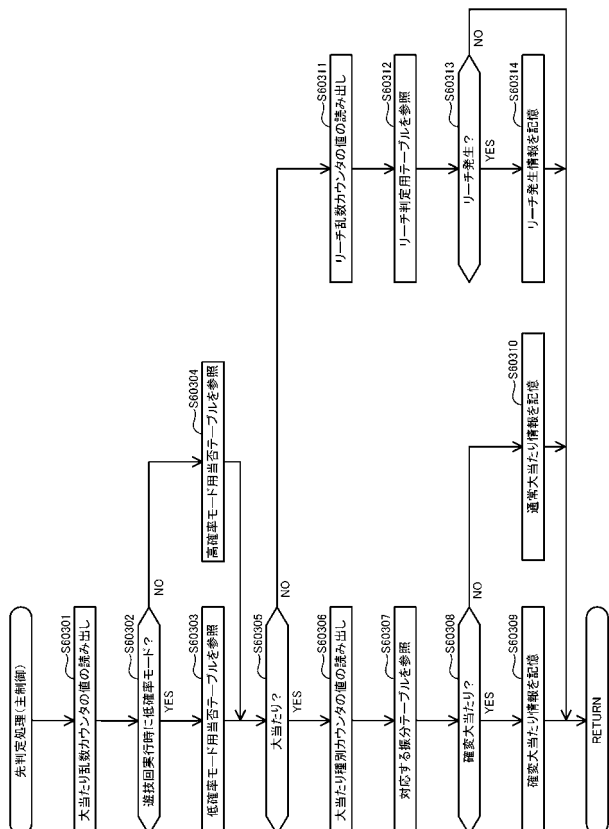 先判定処理(主制御)
S60301
大当たり乱数カウンタの値の読み出し
S60302
遊技回実行時に低確率モード?
NO
YES
S60303
低確率モード用当否テーブルを参照
S60304
高確率モード用当否テーブルを参照
S60305
大当たり?
NO
YES
S60306
大当たり種別カウンタの値の読み出し
S60307
対応する振分テーブルを参照
S60308
確変大当たり?
NO
YES
S60309
確変大当たり情報を記憶
S60310
通常大当たり情報を記憶
S60311
リーチ乱数カウンタの値の読み出し
S60312
リーチ判定用テーブルを参照
S60313
リーチ発生?
NO
YES
S60314
リーチ発生情報を記憶
RETURN